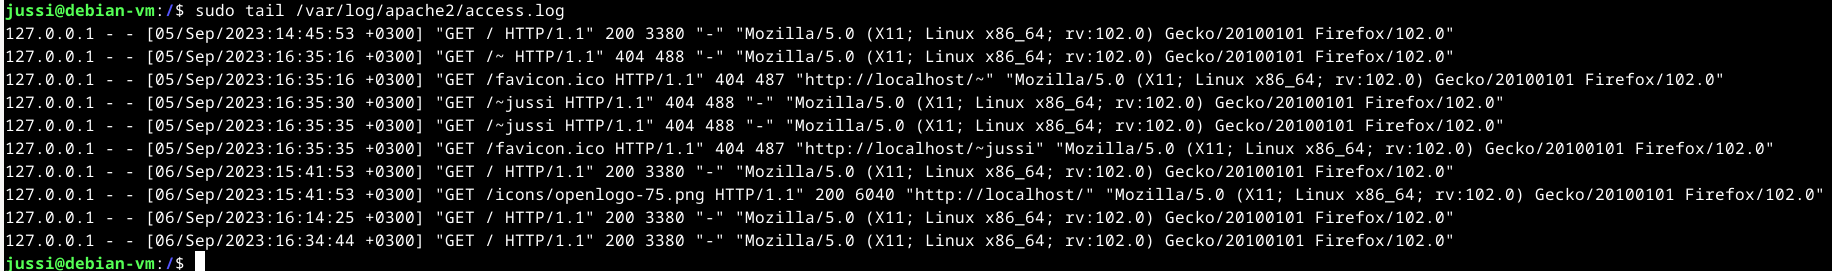 jussi@debian-vm:/$ sudo tail /var/log/apache2/access.log
127.0.0.1 - - [05/Sep/2023:14:45:53 +0300] "GET / HTTP/1.1" 200 3380 "-" "Mozilla/5.0 (X11; Linux x86_64; rv:102.0) Gecko/20100101 Firefox/102.0"
127.0.0.1 - - [05/Sep/2023:16:35:16 +0300] "GET /~ HTTP/1.1" 404 488 "-" "Mozilla/5.0 (X11; Linux x86_64; rv:102.0) Gecko/20100101 Firefox/102.0"
127.0.0.1 - - [05/Sep/2023:16:35:16 +0300] "GET /favicon.ico HTTP/1.1" 404 487 "http://localhost/~" "Mozilla/5.0 (X11; Linux x86_64; rv:102.0) Gecko/20100101 Firefox/102.0"
127.0.0.1 - - [05/Sep/2023:16:35:30 +0300] "GET /~jussi HTTP/1.1" 404 488 "-" "Mozilla/5.0 (X11; Linux x86_64; rv:102.0) Gecko/20100101 Firefox/102.0"
127.0.0.1 - - [05/Sep/2023:16:35:35 +0300] "GET /~jussi HTTP/1.1" 404 488 "-" "Mozilla/5.0 (X11; Linux x86_64; rv:102.0) Gecko/20100101 Firefox/102.0"
127.0.0.1 - - [05/Sep/2023:16:35:35 +0300] "GET /favicon.ico HTTP/1.1" 404 487 "http://localhost/~jussi" "Mozilla/5.0 (X11; Linux x86_64; rv:102.0) Gecko/20100101 Firefox/102.0"
127.0.0.1 - - [06/Sep/2023:15:41:53 +0300] "GET / HTTP/1.1" 200 3380 "-" "Mozilla/5.0 (X11; Linux x86_64; rv:102.0) Gecko/20100101 Firefox/102.0"
127.0.0.1 - - [06/Sep/2023:15:41:53 +0300] "GET /icons/openlogo-75.png HTTP/1.1" 200 6040 "http://localhost/" "Mozilla/5.0 (X11; Linux x86_64; rv:102.0) Gecko/20100101 Firefox/102.0"
127.0.0.1 - - [06/Sep/2023:16:14:25 +0300] "GET / HTTP/1.1" 200 3380 "-" "Mozilla/5.0 (X11; Linux x86_64; rv:102.0) Gecko/20100101 Firefox/102.0"
127.0.0.1 - - [06/Sep/2023:16:34:44 +0300] "GET / HTTP/1.1" 200 3380 "-" "Mozilla/5.0 (X11; Linux x86_64; rv:102.0) Gecko/20100101 Firefox/102.0"
jussi@debian-vm:/$